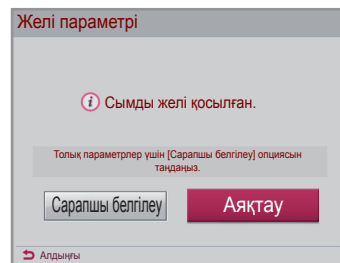 Желі параметрі
Сымды желі қосылған.
Толық параметрлер үшін [Сарапшы белгілеу] опциясын
таңдаңыз.
Сарапшы белгілеу
Аяқтау
Алдыңғы